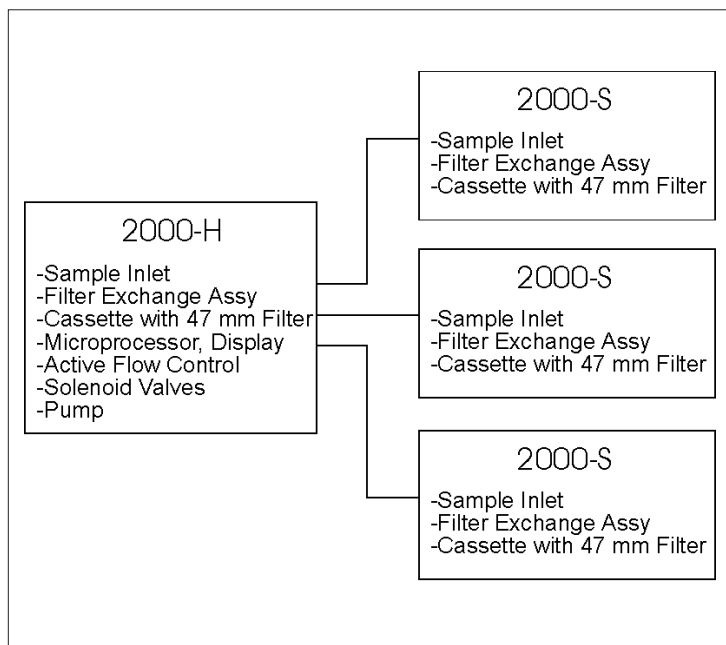 2000-H
-Sample Inlet
-Filter Exchange Assy
-Cassette with 47 mm Filter
-Microprocessor, Display
-Active Flow Control
-Solenoid Valves
-Pump
2000-S
-Sample Inlet
-Filter Exchange Assy
-Cassette with 47 mm Filter
2000-S
-Sample Inlet
-Filter Exchange Assy
-Cassette with 47 mm Filter
2000-S
-Sample Inlet
-Filter Exchange Assy
-Cassette with 47 mm Filter